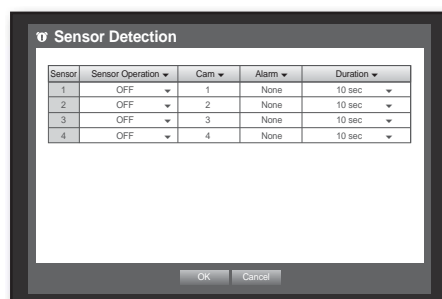 Sensor Detection
Sensor Sensor Operation Cam Alarm Duration
1 OFF 1 None 10 sec
2 OFF 2 None 10 sec
3 OFF 3 None 10 sec
4 OFF 4 None 10 sec
OK Cancel